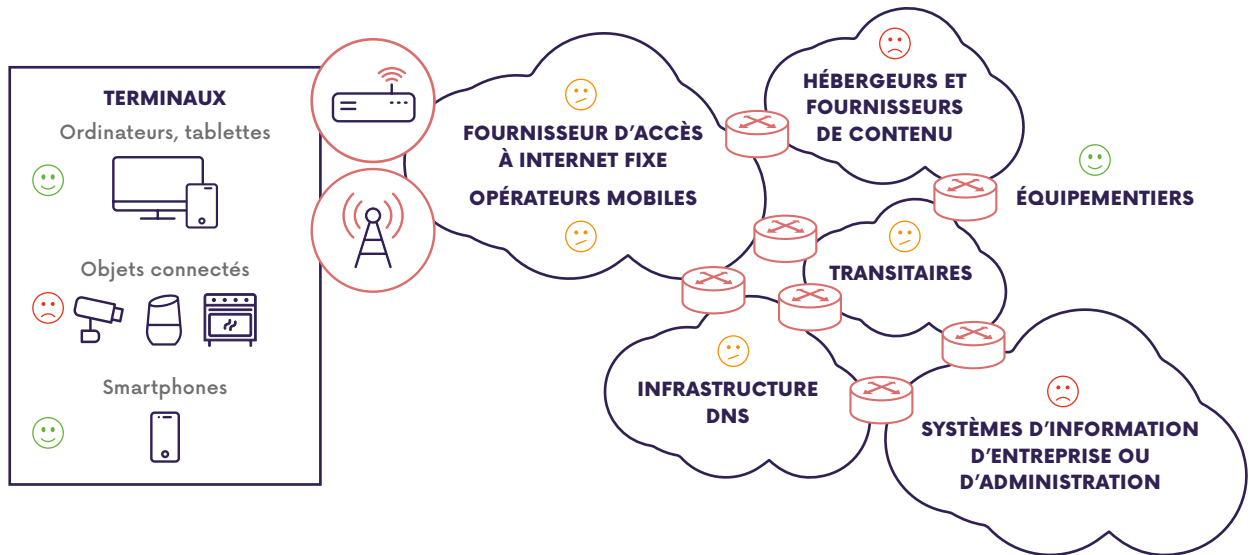 TERMINAUX
Ordinateurs, tablettes
Objets connectés
Smartphones
FOURNISSEUR D’ACCÈS
À INTERNET FIXE
OPÉRATEURS MOBILES
HÉBERGEURS ET
FOURNISSEURS
DE CONTENU
ÉQUIPEMENTIERS
TRANSITAIRES
INFRASTRUCTURE
DNS
SYSTÈMES D’INFORMATION
D’ENTREPRISE OU
D’ADMINISTRATION